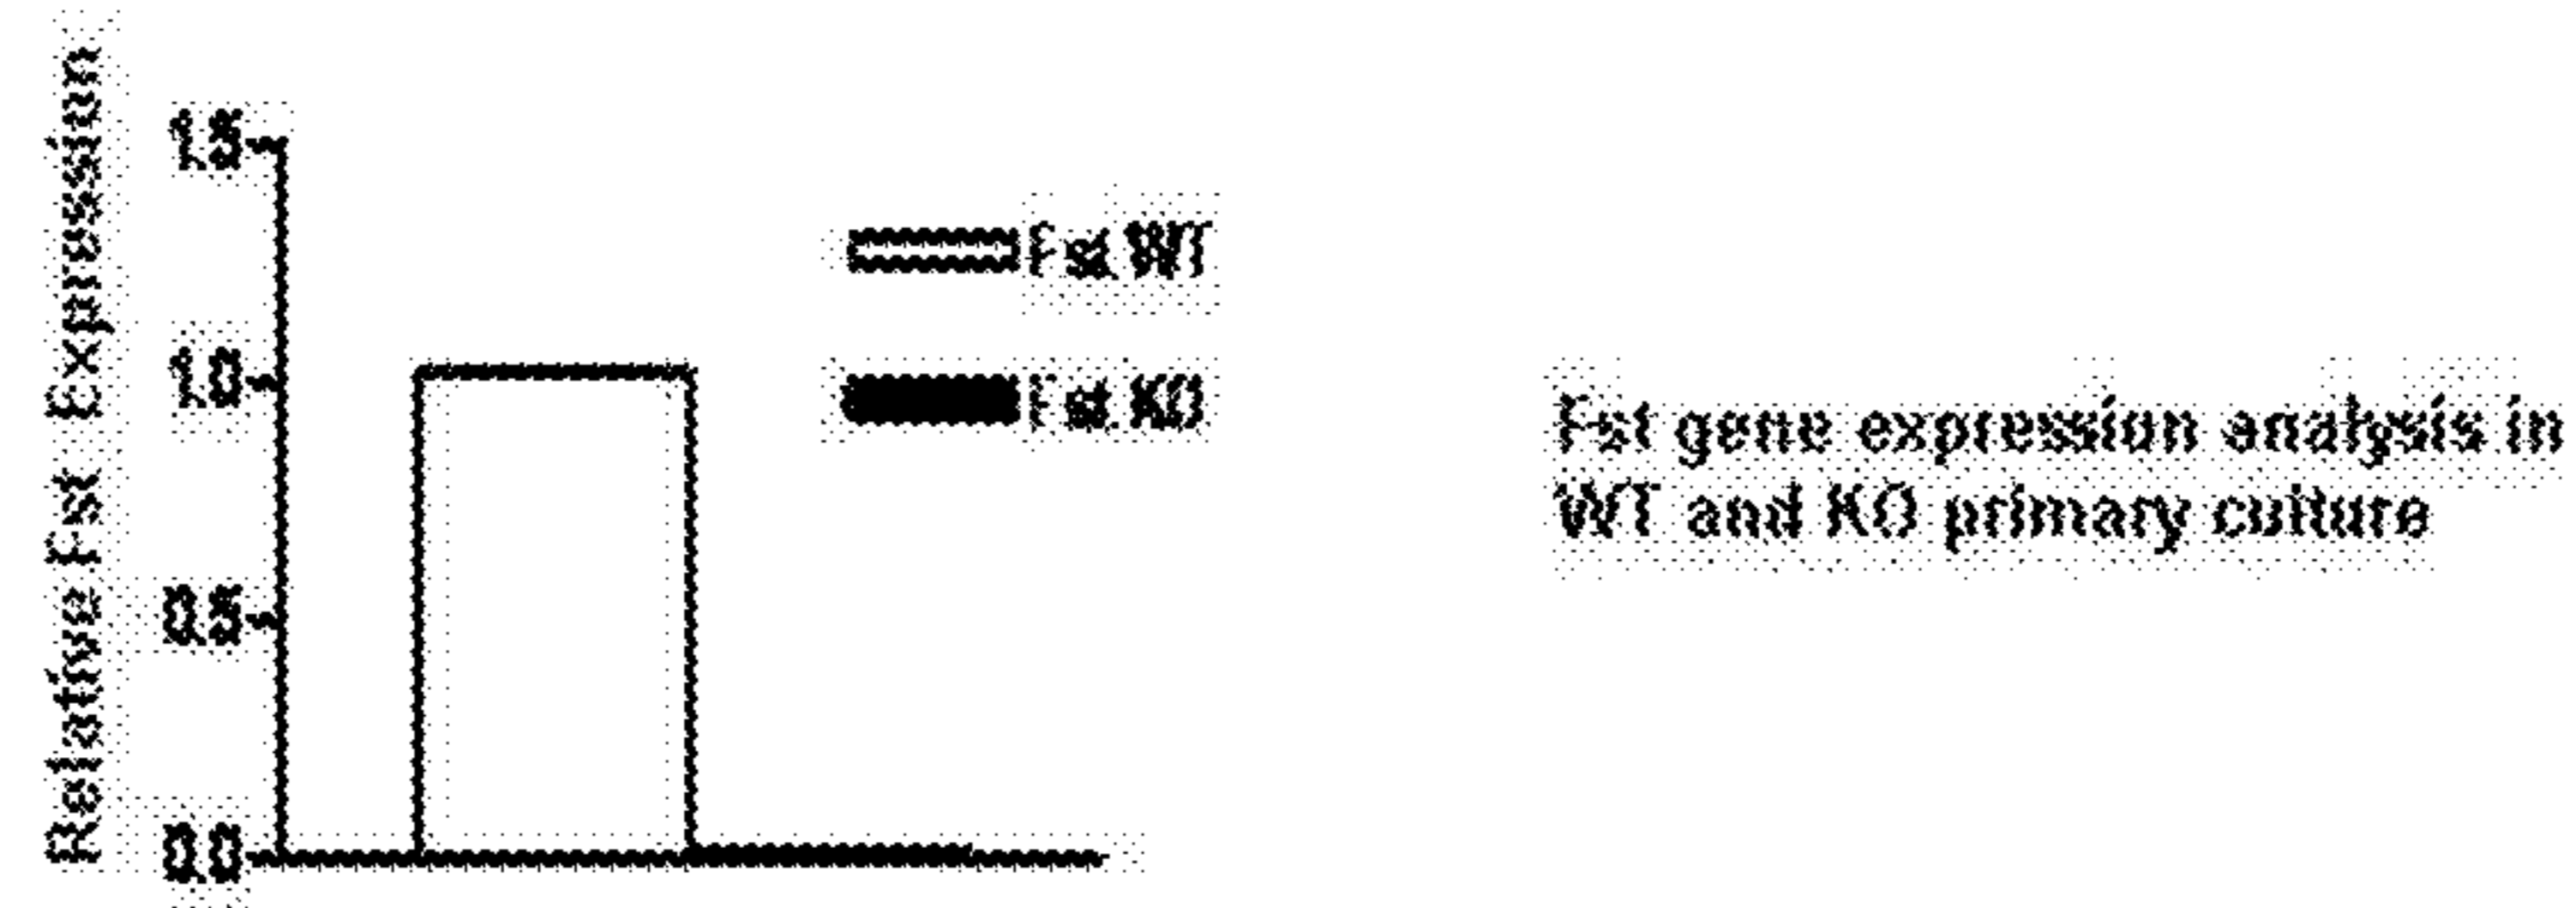 Relative Fst Expression
1.5
1.0
0.5
0.0
Fst WT
Fst KO
Fst gene expression analysis in
WT and KO primary culture